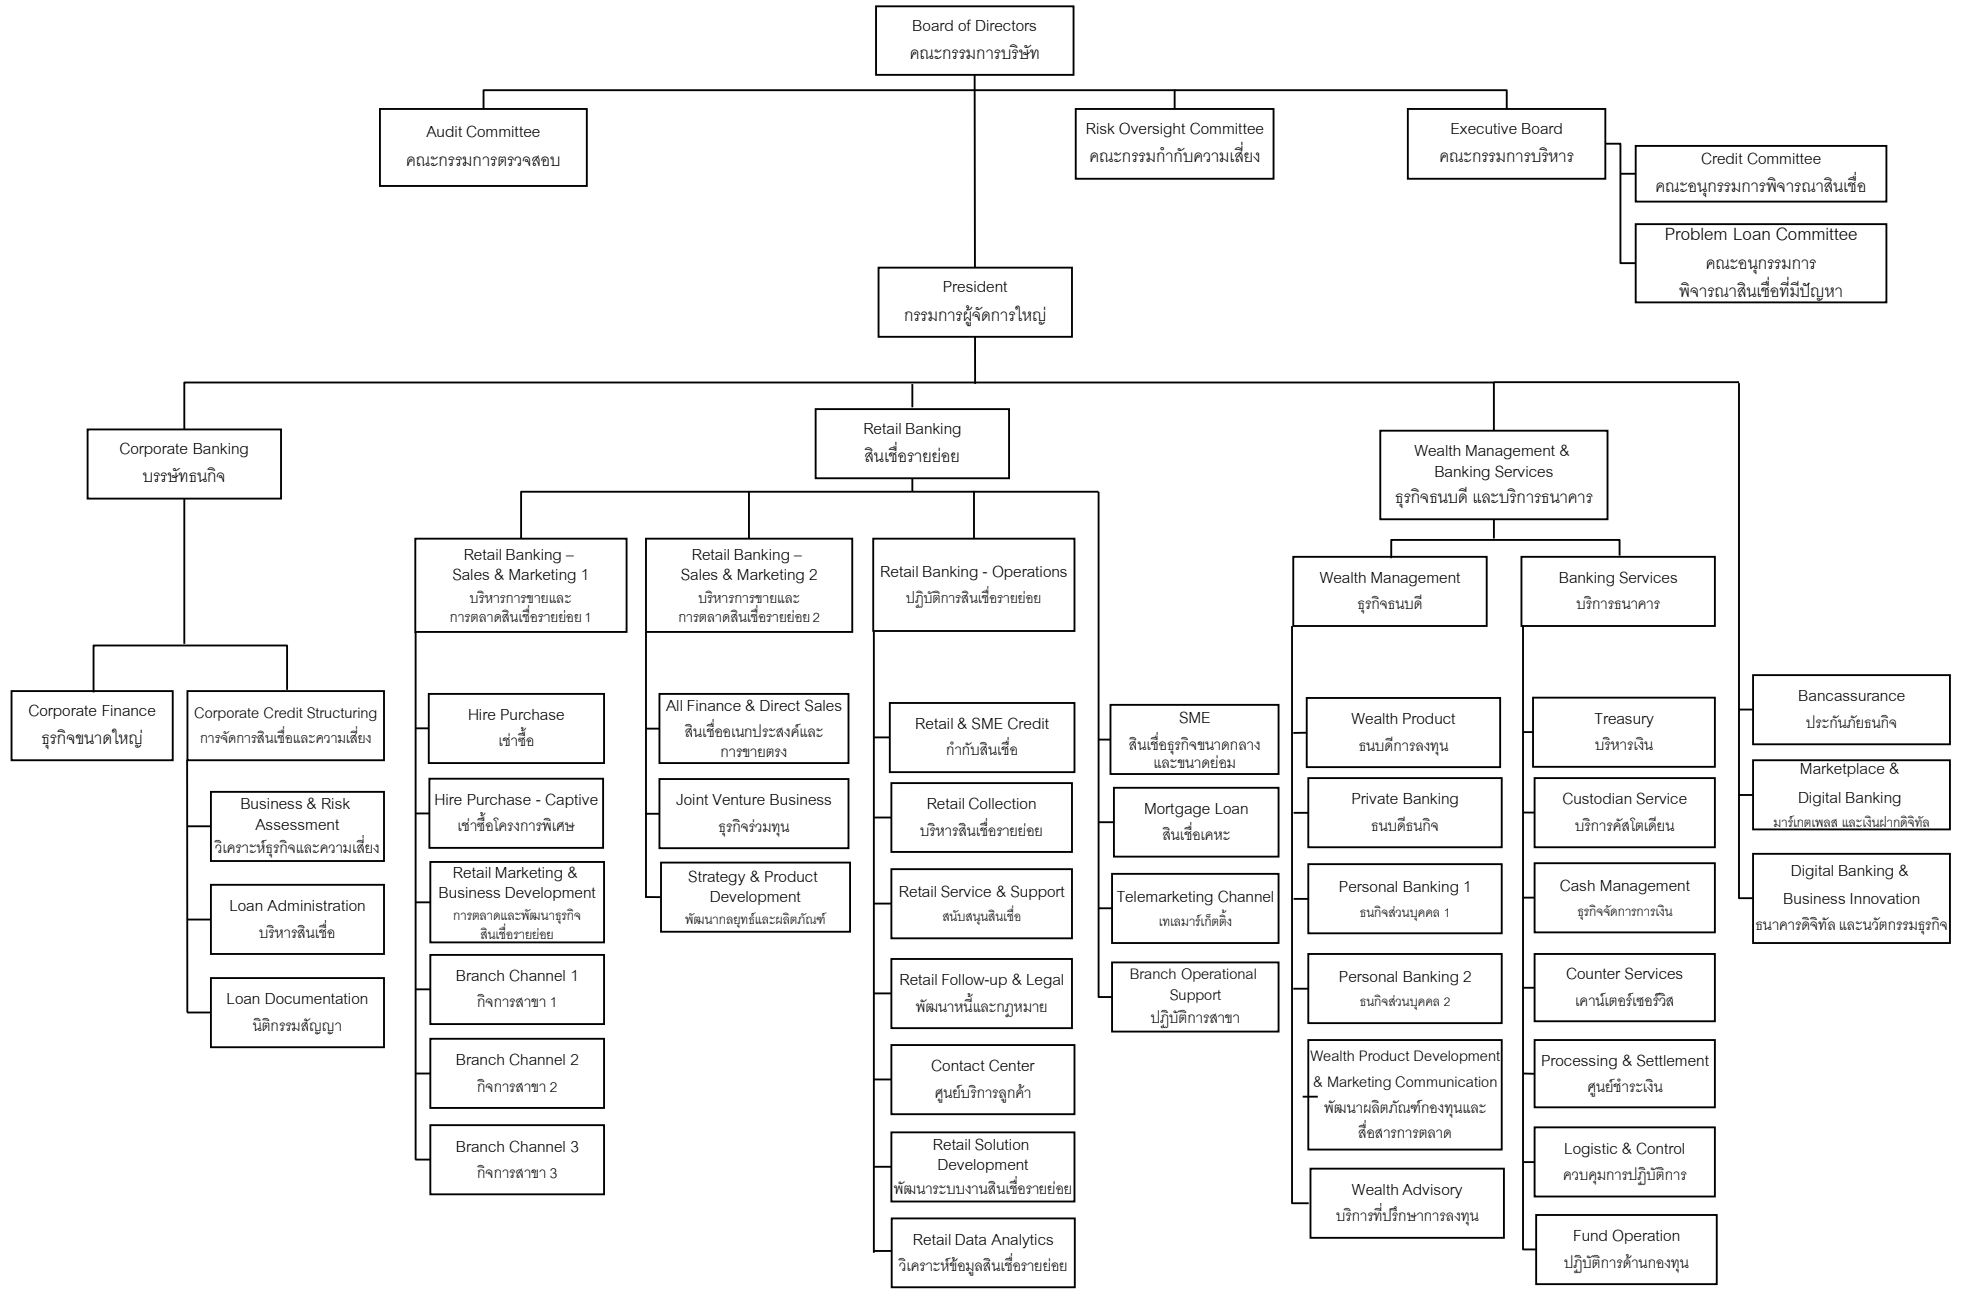 Board of Directors
คณะกรรมการบริษัท
Audit Committee
คณะกรรมการตรวจสอบ
Risk Oversight Committee
คณะกรรมกำกับความเสี่ยง
Executive Board
คณะกรรมการบริหาร
Credit Committee
คณะอนุกรรมการพิจารณาสินเชื่อ
Problem Loan Committee
คณะอนุกรรมการ
พิจารณาสินเชื่อที่มีปัญหา
President
กรรมการผู้จัดการใหญ่
Corporate Banking
บรรษัทธนกิจ
Retail Banking
สินเชื่อรายย่อย
Wealth Management &
Banking Services
ธุรกิจธนบดี และบริการธนาคาร
Corporate Finance
ธุรกิจขนาดใหญ่
Corporate Credit Structuring
การจัดการสินเชื่อและความเสี่ยง
Business & Risk
Assessment
วิเคราะห์ธุรกิจและความเสี่ยง
Loan Administration
บริหารสินเชื่อ
Loan Documentation
นิติกรรมสัญญา
Retail Banking –
Sales & Marketing 1
บริหารการขายและ
การตลาดสินเชื่อรายย่อย 1
Hire Purchase
เช่าซื้อ
Hire Purchase - Captive
เช่าซื้อโครงการพิเศษ
Retail Marketing &
Business Development
การตลาดและพัฒนาธุรกิจ
สินเชื่อรายย่อย
Branch Channel 1
กิจการสาขา 1
Branch Channel 2
กิจการสาขา 2
Branch Channel 3
กิจการสาขา 3
Retail Banking –
Sales & Marketing 2
บริหารการขายและ
การตลาดสินเชื่อรายย่อย 2
All Finance & Direct Sales
สินเชื่ออเนกประสงค์และ
การขายตรง
Joint Venture Business
ธุรกิจร่วมทุน
Strategy & Product
Development
พัฒนากลยุทธ์และผลิตภัณฑ์
Retail Banking - Operations
ปฏิบัติการสินเชื่อรายย่อย
Retail & SME Credit
กำกับสินเชื่อ
Retail Collection
บริหารสินเชื่อรายย่อย
Retail Service & Support
สนับสนุนสินเชื่อ
Retail Follow-up & Legal
พัฒนาหนี้และกฎหมาย
Contact Center
ศูนย์บริการลูกค้า
Retail Solution
Development
พัฒนาระบบงานสินเชื่อรายย่อย
Retail Data Analytics
วิเคราะห์ข้อมูลสินเชื่อรายย่อย
SME
สินเชื่อธุรกิจขนาดกลาง
และขนาดย่อม
Mortgage Loan
สินเชื่อเคหะ
Telemarketing Channel
เทเลมาร์เก็ตติ้ง
Branch Operational
Support
ปฏิบัติการสาขา
Wealth Management
ธุรกิจธนบดี
Wealth Product
ธนบดีการลงทุน
Private Banking
ธนบดีธนกิจ
Personal Banking 1
ธนกิจส่วนบุคคล 1
Personal Banking 2
ธนกิจส่วนบุคคล 2
Wealth Product Development
& Marketing Communication
พัฒนาผลิตภัณฑ์กองทุนและ
สื่อสารการตลาด
Wealth Advisory
บริการที่ปรึกษาการลงทุน
Banking Services
บริการธนาคาร
Treasury
บริหารเงิน
Custodian Service
บริการคัสโตเดียน
Cash Management
ธุรกิจจัดการการเงิน
Counter Services
เคาน์เตอร์เซอร์วิส
Processing & Settlement
ศูนย์ชำระเงิน
Logistic & Control
ควบคุมการปฏิบัติการ
Fund Operation
ปฏิบัติการด้านกองทุน
Bancassurance
ประกันภัยธนกิจ
Marketplace &
Digital Banking
มาร์เกตเพลส และเงินฝากดิจิทัล
Digital Banking &
Business Innovation
ธนาคารดิจิทัล และนวัตกรรมธุรกิจ